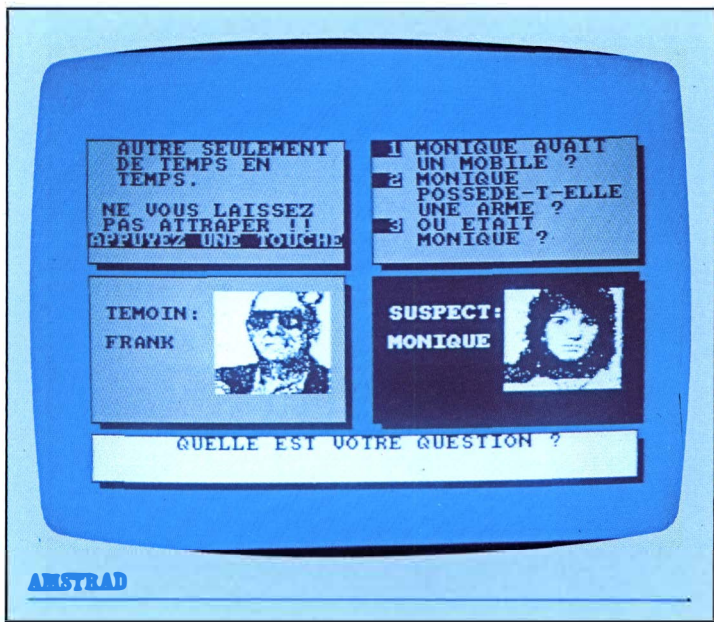 AUTRE SEULEMENT
DE TEMPS EN
TEMPS.
NE VOUS LAISSEZ
PAS ATTRAPER !!
APPUYEZ UNE TOUCHE
1 MONIQUE AVAIT
UN MOBILE ?
2 MONIQUE
POSSEDE-T-ELLE
UNE ARME ?
3 OU ETAIT
MONIQUE ?
TEMOIN:
FRANK
SUSPECT:
MONIQUE
QUELLE EST VOTRE QUESTION ?
AMSTRAD